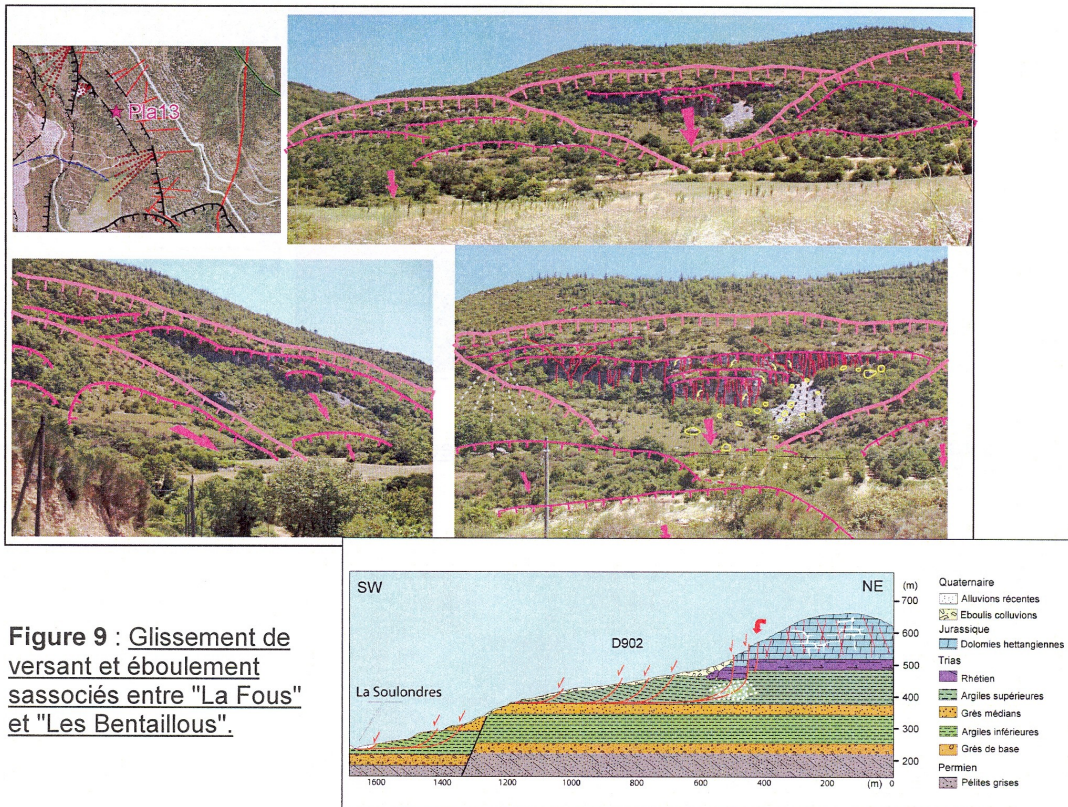 Pla13
Figure 9 : Glissement de
versant et éboulement
sassociés entre "La Fous"
et "Les Bentaillous".
SW
NE
(m)
D902
La Soulondres
700
600
500
400
300
200
1600
1400
1200
1000
800
600
400
200
(m)
0
Quaternaire
Alluvions récentes
Eboulis colluvions
Jurassique
Dolomies hettangiennes
Trias
Rhétien
Argiles supérieures
Grès médians
Argiles inférieures
Grès de base
Permien
Pélites grises